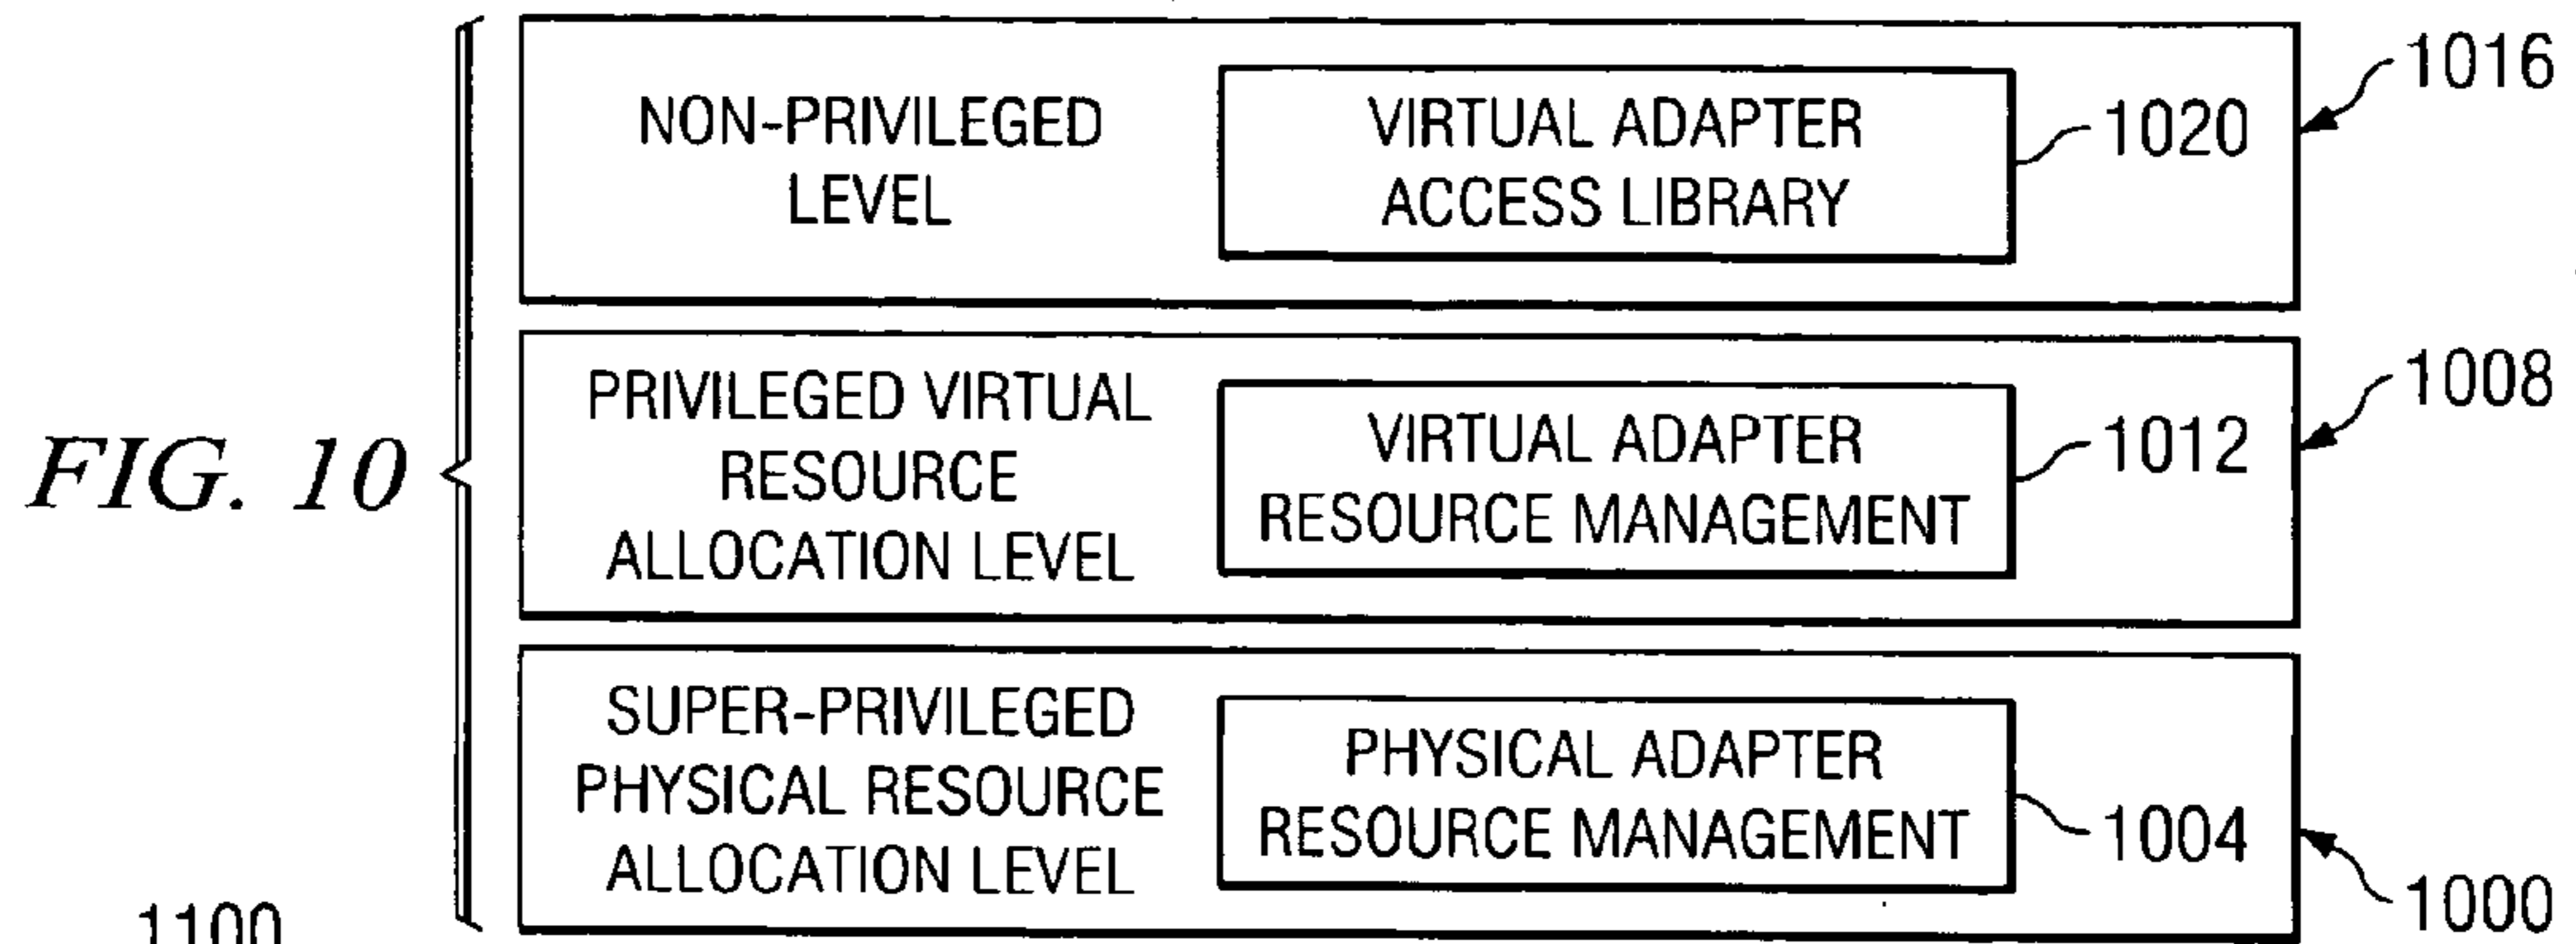 FIG. 10
NON-PRIVILEGED
LEVEL
VIRTUAL ADAPTER
ACCESS LIBRARY
1020
1016
PRIVILEGED VIRTUAL
RESOURCE
ALLOCATION LEVEL
VIRTUAL ADAPTER
RESOURCE MANAGEMENT
1012
1008
SUPER-PRIVILEGED
PHYSICAL RESOURCE
ALLOCATION LEVEL
PHYSICAL ADAPTER
RESOURCE MANAGEMENT
1004
1000
1100